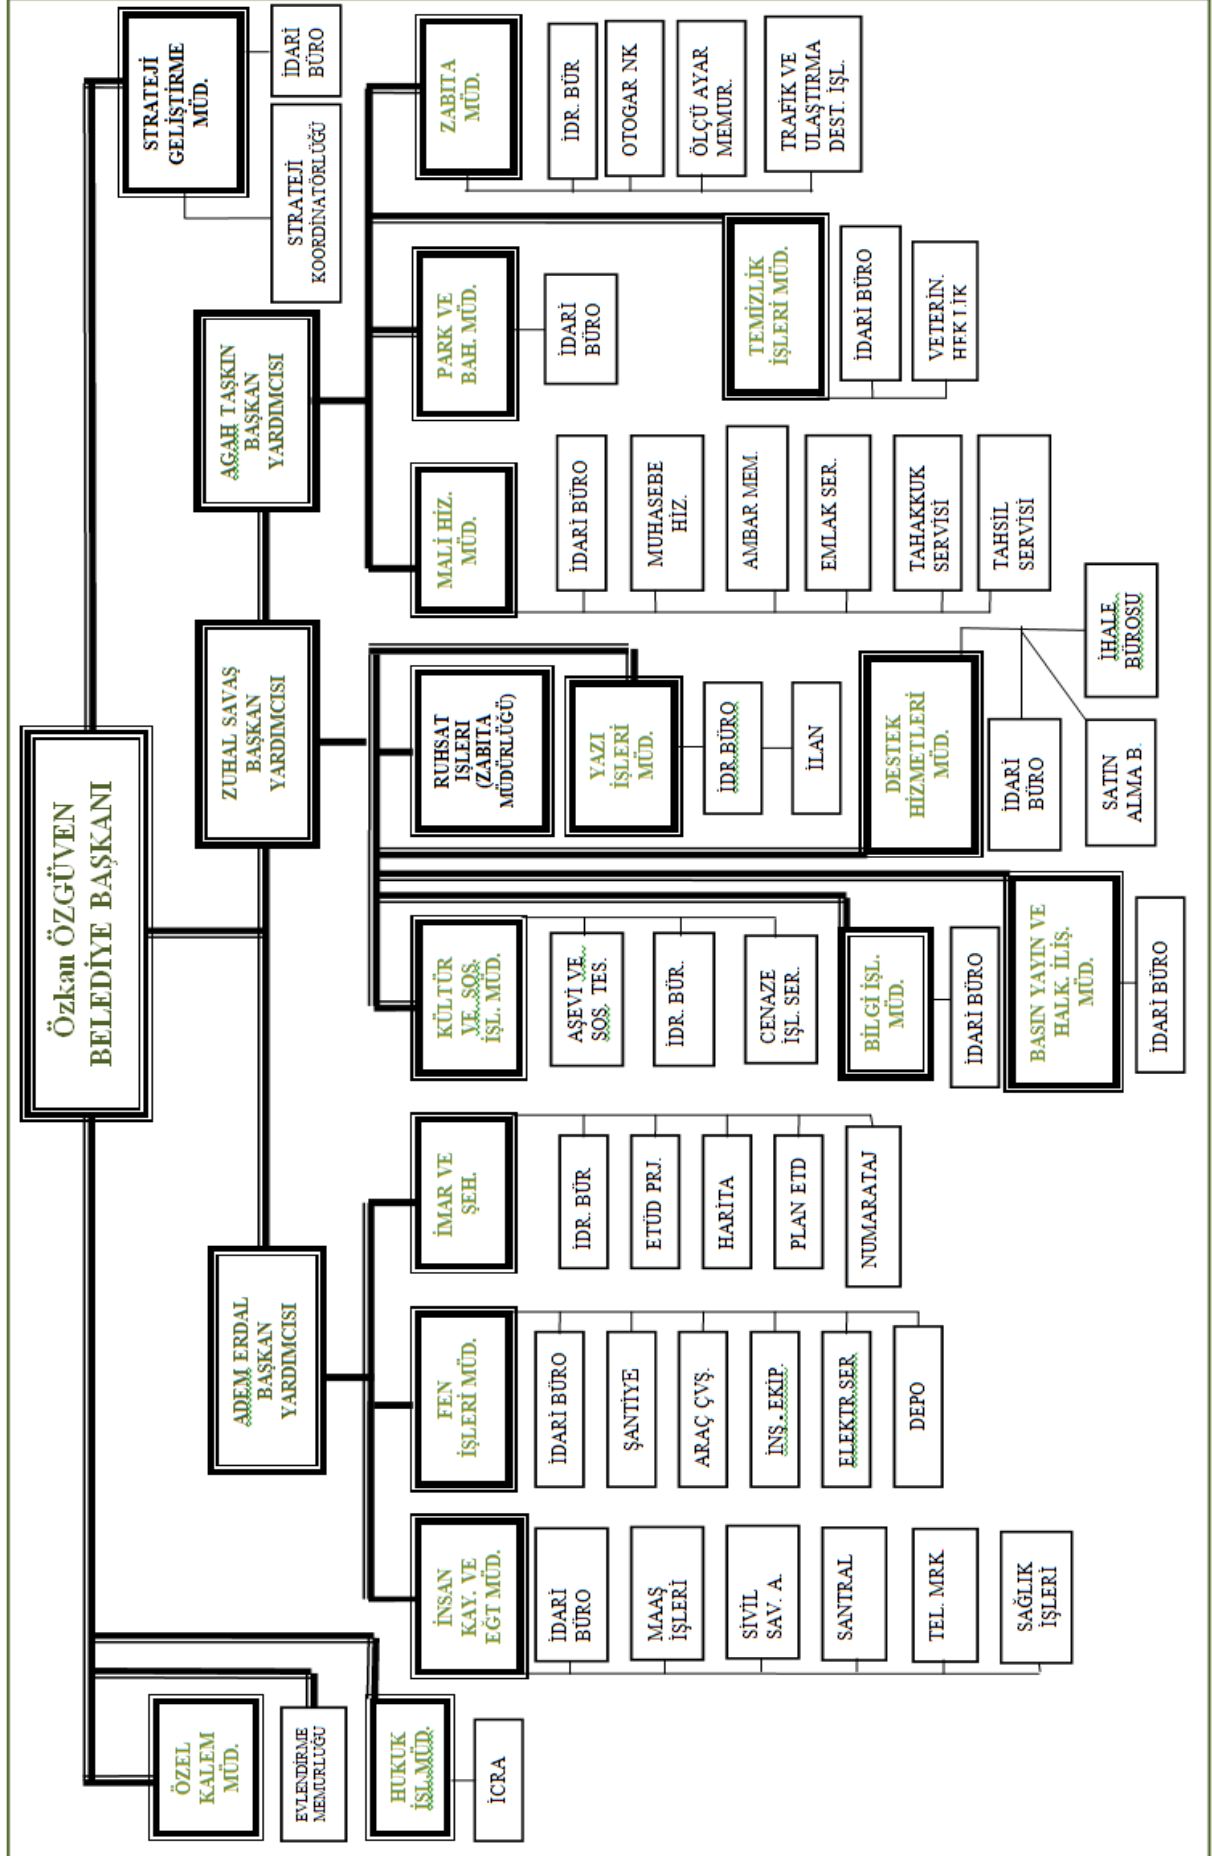 Özkan ÖZGÜVEN
BELEDİYE BAŞKANI
ÖZEL
KALEM
MÜD.
EVLENDİRME
MEMURLUĞU
HUKUK
İŞL.MÜD.
İCRA
STRATEJİ
GELİŞTİRME
MÜD.
STRATEJİ
KOORDİNATÖRLÜĞÜ
İDARİ
BÜRO
ADEM ERDAL
BAŞKAN
YARDIMCISI
ZUHAL SAVAŞ
BAŞKAN
YARDIMCISI
AGAH TAŞKIN
BAŞKAN
YARDIMCISI
İNSAN
KAY. VE
EĞT MÜD.
İDARİ
BÜRO
MAAŞ
İŞLERİ
SİVİL
SAV. A.
SANTRAL
TEL. MRK
SAĞLIK
İŞLERİ
FEN
İŞLERİ MÜD.
İDARİ BÜRO
ŞANTİYE
ARAÇ ÇVŞ.
İNŞ. EKİP.
ELEKTR.SER
DEPO
İMAR VE
ŞEH.
İDR. BÜR
ETÜD PRJ.
HARİTA
PLAN ETD
NUMARATAJ
KÜLTÜR
VE. SOS.
İŞL. MÜD.
AŞEVİ VE
SOS. TES.
İDR. BÜR.
CENAZE
İŞL. SER.
BİLGİ İŞL.
MÜD.
İDARİ BÜRO
BASIN YAYIN VE
HALK. İLİŞ.
MÜD.
İDARİ BÜRO
RUHSAT
IŞLERİ
(ZABITA
MÜDÜRLÜĞÜ)
YAZI
İŞLERİ
MÜD.
İDR.BÜRO
İLAN
DESTEK
HİZMETLERİ
MÜD.
İDARİ
BÜRO
SATIN
ALMA B.
İHALE
BÜROSU
MALİ HİZ.
MÜD.
İDARİ BÜRO
MUHASEBE
HİZ.
AMBAR MEM.
EMLAK SER.
TAHAKKUK
SERVİSİ
TAHSİL
SERVİSİ
PARK VE
BAH. MÜD.
İDARİ
BÜRO
TEMİZLİK
İŞLERİ MÜD.
İDARİ BÜRO
VETERİN.
HEKİLİK
ZABITA
MÜD.
İDR. BÜR
OTOGAR NK
ÖLÇÜ AYAR
MEMUR.
TRAFİK VE
ULAŞTIRMA
DEST. İŞL.